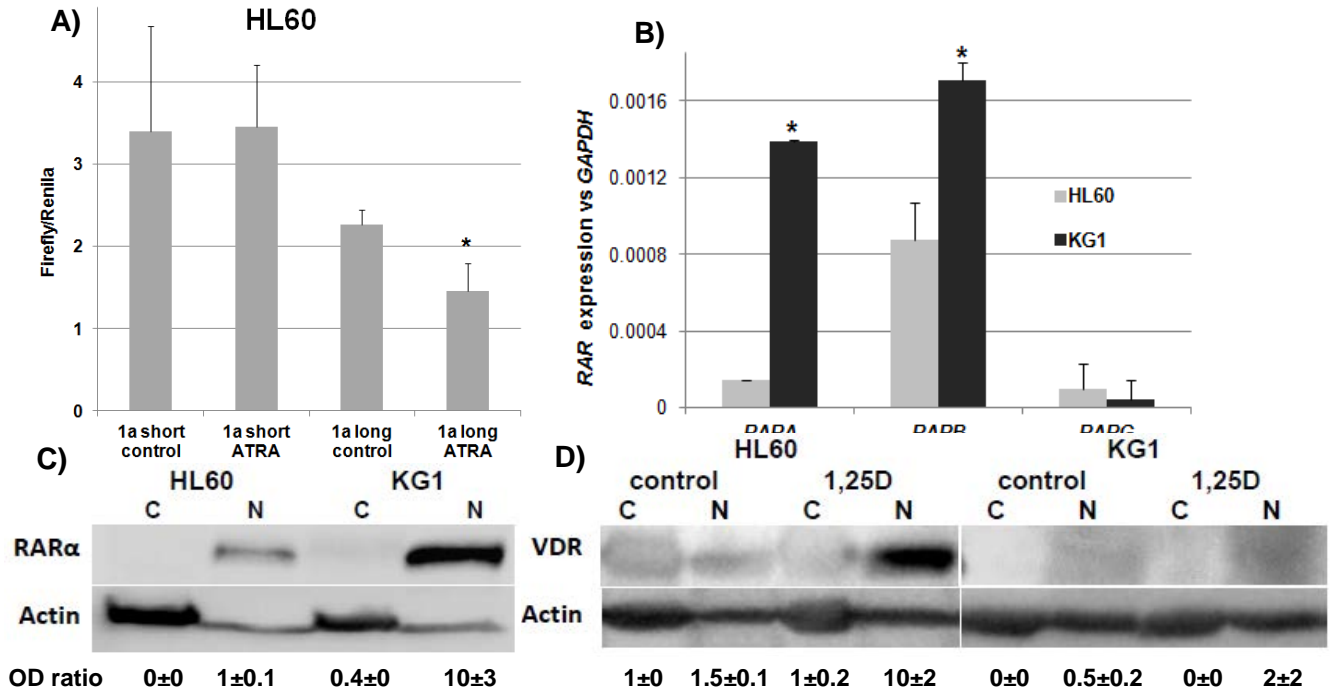 A)
HL60
Firefly/Renila
4
3
2
1
0
*
1a short control
1a short ATRA
1a long control
1a long ATRA
B)
RAR expression vs GAPDH
0.0016
0.0012
0.0008
0.0004
0
*
*
HL60
KG1
C)
HL60 KG1
C N C N
RARα
Actin
OD ratio 0±0 1±0.1 0.4±0 10±3
D)
HL60 KG1
control 1,25D control 1,25D
C N C N C N C N
VDR
Actin
1±0 1.5±0.1 1±0.2 10±2 0±0 0.5±0.2 0±0 2±2